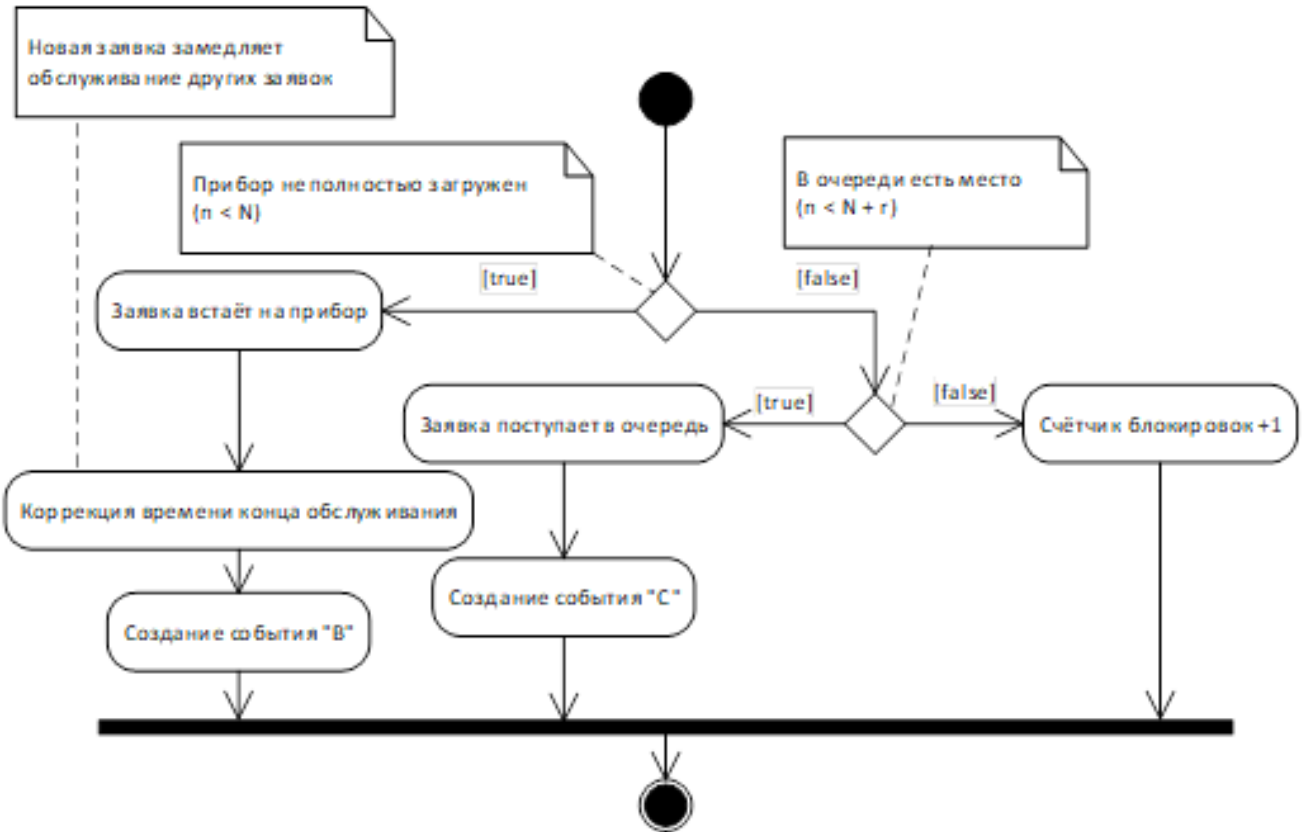 Новая заявка замедляет
обслуживание других заявок
Прибор не полностью загружен
(n < N)
В очереди есть место
(n < N + r)
[true]
[false]
Заявка встаёт на прибор
[true]
[false]
Заявка поступает в очередь
Счётчик блокировок +1
Коррекция времени конца обслуживания
Создание события "C"
Создание события "B"